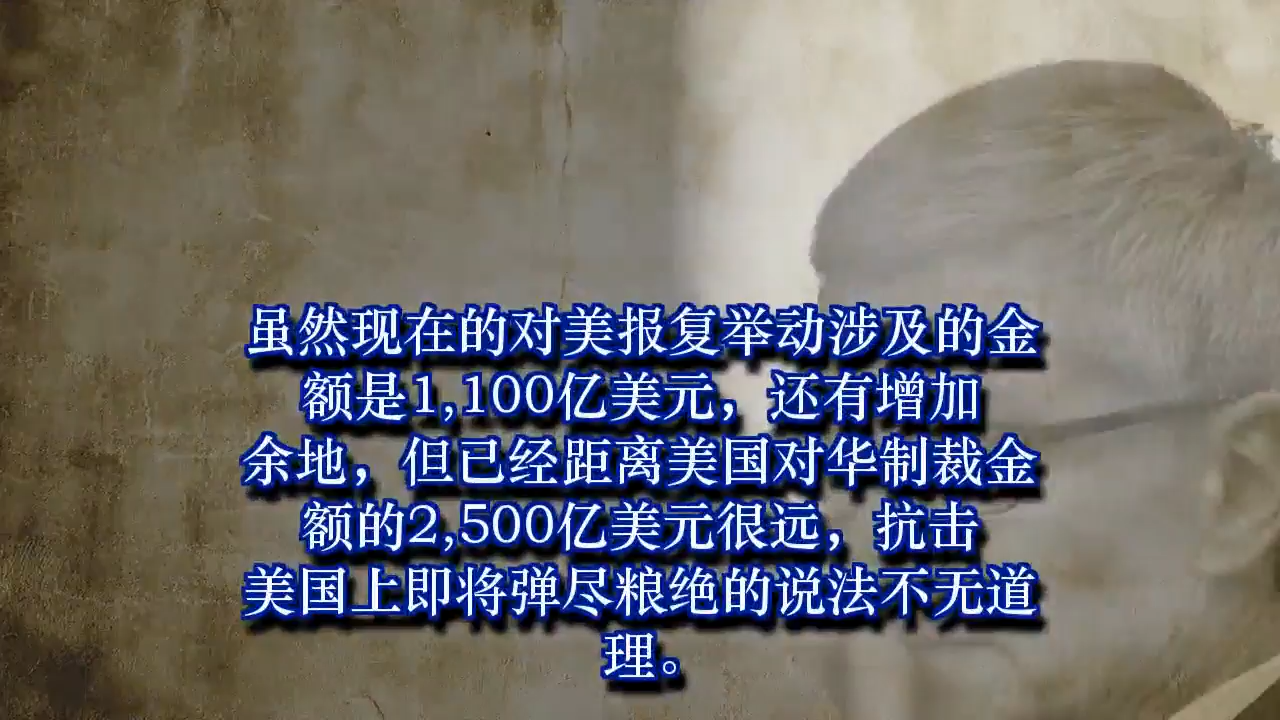 虽然现在的对美报复举动涉及的金
额是1,100亿美元，还有增加
余地，但已经距离美国对华制裁金
额的2,500亿美元很远，抗击
美国上即将弹尽粮绝的说法不无道
理。